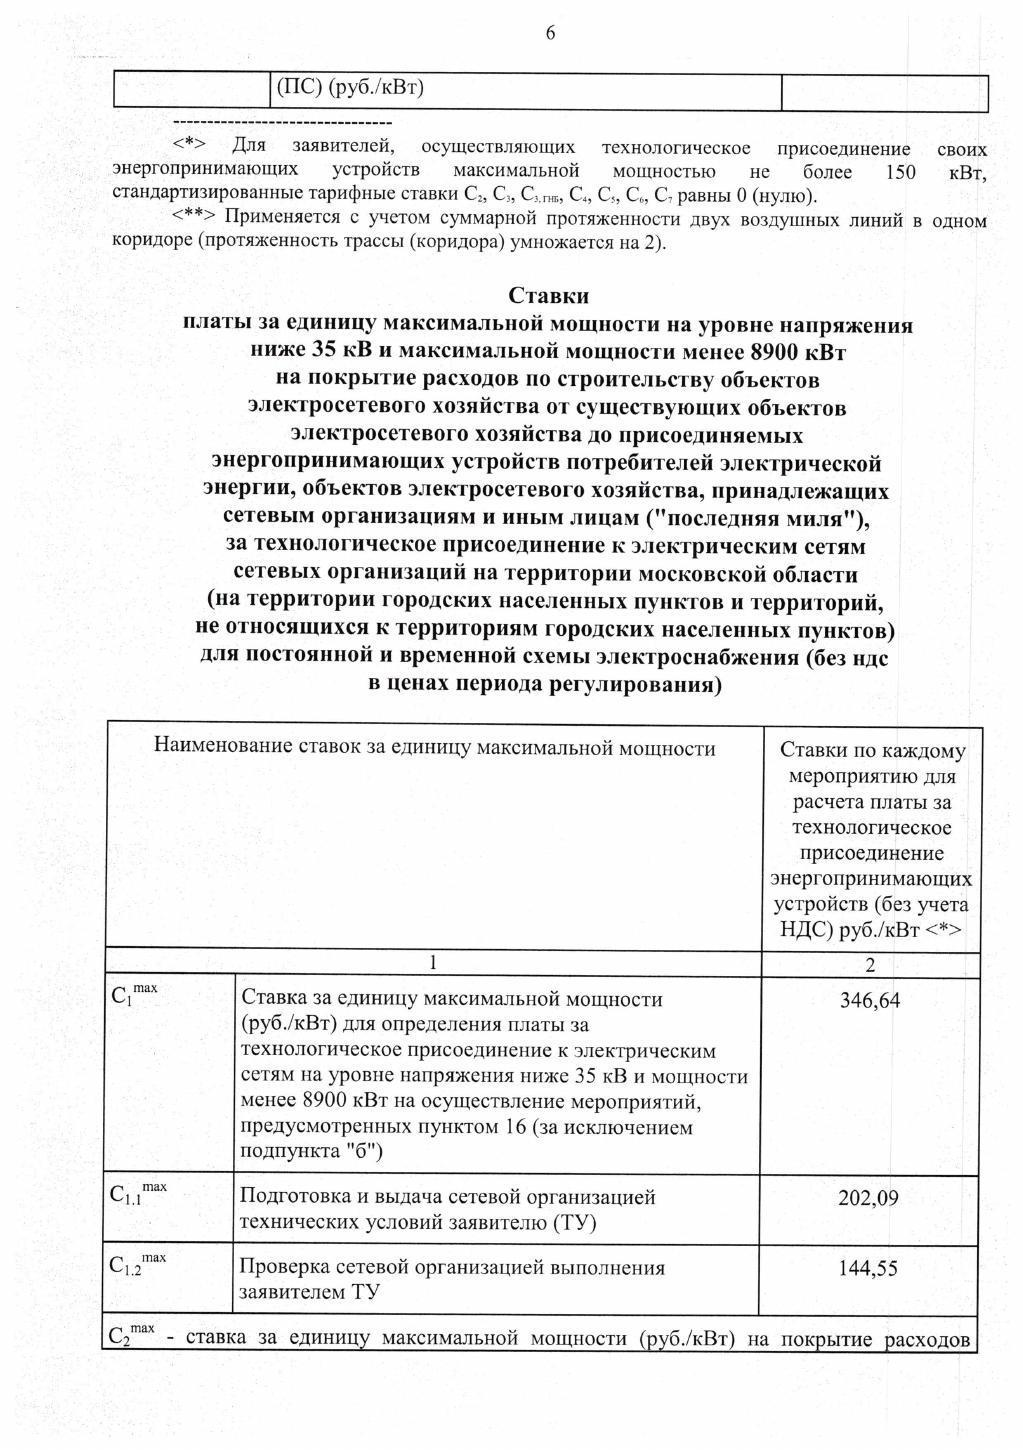 6
(ПС) (руб./кВт)
--------------------------------
<*> Для заявителей, осуществляющих технологическое присоединение своих
энергопринимающих устройств максимальной мощностью не более 150 кВт,
стандартизированные тарифные ставки С₂, С₃, С₃.ГНБ, С₄, С₅, С₆, С₇ равны 0 (нулю).
<**> Применяется с учетом суммарной протяженности двух воздушных линий в одном
коридоре (протяженность трассы (коридора) умножается на 2).
Ставки
платы за единицу максимальной мощности на уровне напряжения
ниже 35 кВ и максимальной мощности менее 8900 кВт
на покрытие расходов по строительству объектов
электросетевого хозяйства от существующих объектов
электросетевого хозяйства до присоединяемых
энергопринимающих устройств потребителей электрической
энергии, объектов электросетевого хозяйства, принадлежащих
сетевым организациям и иным лицам ("последняя миля"),
за технологическое присоединение к электрическим сетям
сетевых организаций на территории московской области
(на территории городских населенных пунктов и территорий,
не относящихся к территориям городских населенных пунктов)
для постоянной и временной схемы электроснабжения (без ндс
в ценах периода регулирования)
Наименование ставок за единицу максимальной мощности
Ставки по каждому
мероприятию для
расчета платы за
технологическое
присоединение
энергопринимающих
устройств (без учета
НДС) руб./кВт <*>
1
2
С₁ᵐᵃˣ
Ставка за единицу максимальной мощности
(руб./кВт) для определения платы за
технологическое присоединение к электрическим
сетям на уровне напряжения ниже 35 кВ и мощности
менее 8900 кВт на осуществление мероприятий,
предусмотренных пунктом 16 (за исключением
подпункта "б")
346,64
С₁.₁ᵐᵃˣ
Подготовка и выдача сетевой организацией
технических условий заявителю (ТУ)
202,09
С₁.₂ᵐᵃˣ
Проверка сетевой организацией выполнения
заявителем ТУ
144,55
С₂ᵐᵃˣ - ставка за единицу максимальной мощности (руб./кВт) на покрытие расходов